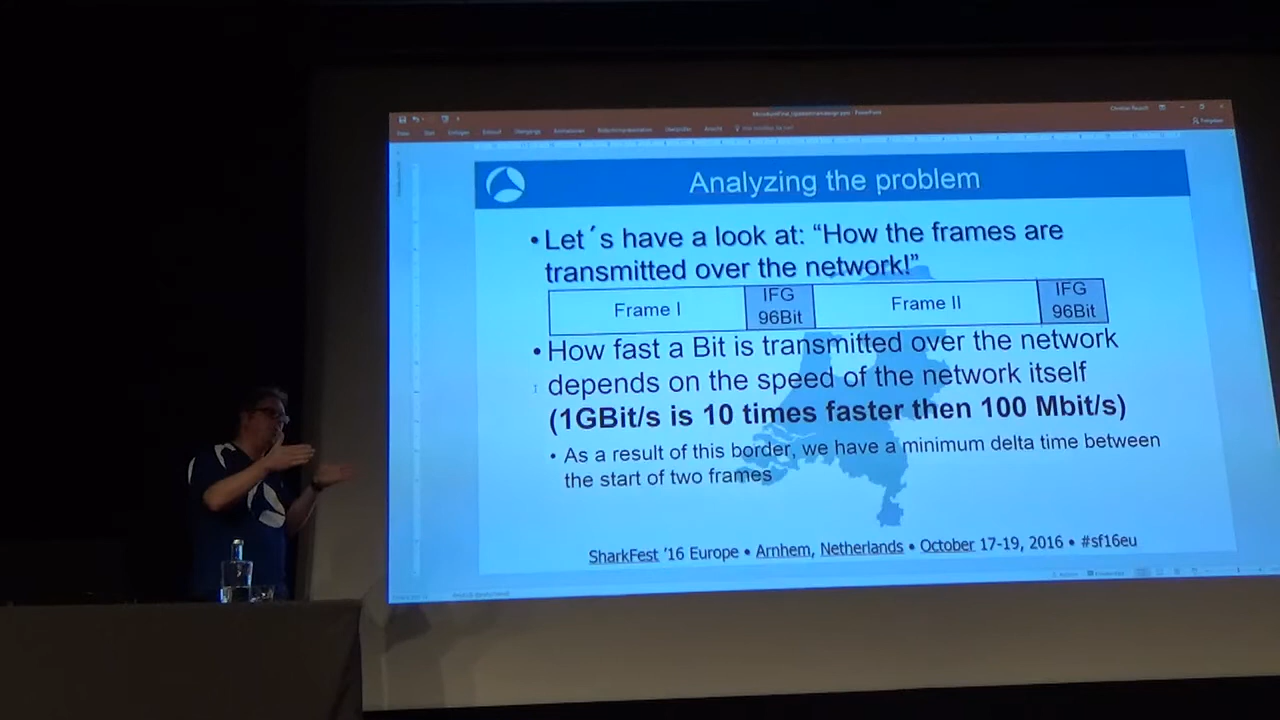 PowerPoint
Christian Rausch
Analyzing the problem
•Let´s have a look at: “How the frames are
transmitted over the network!”
Frame I
IFG
96Bit
Frame II
IFG
96Bit
•How fast a Bit is transmitted over the network
depends on the speed of the network itself
(1GBit/s is 10 times faster then 100 Mbit/s)
• As a result of this border, we have a minimum delta time between
the start of two frames
SharkFest '16 Europe • Arnhem, Netherlands • October 17-19, 2016 • #sf16eu